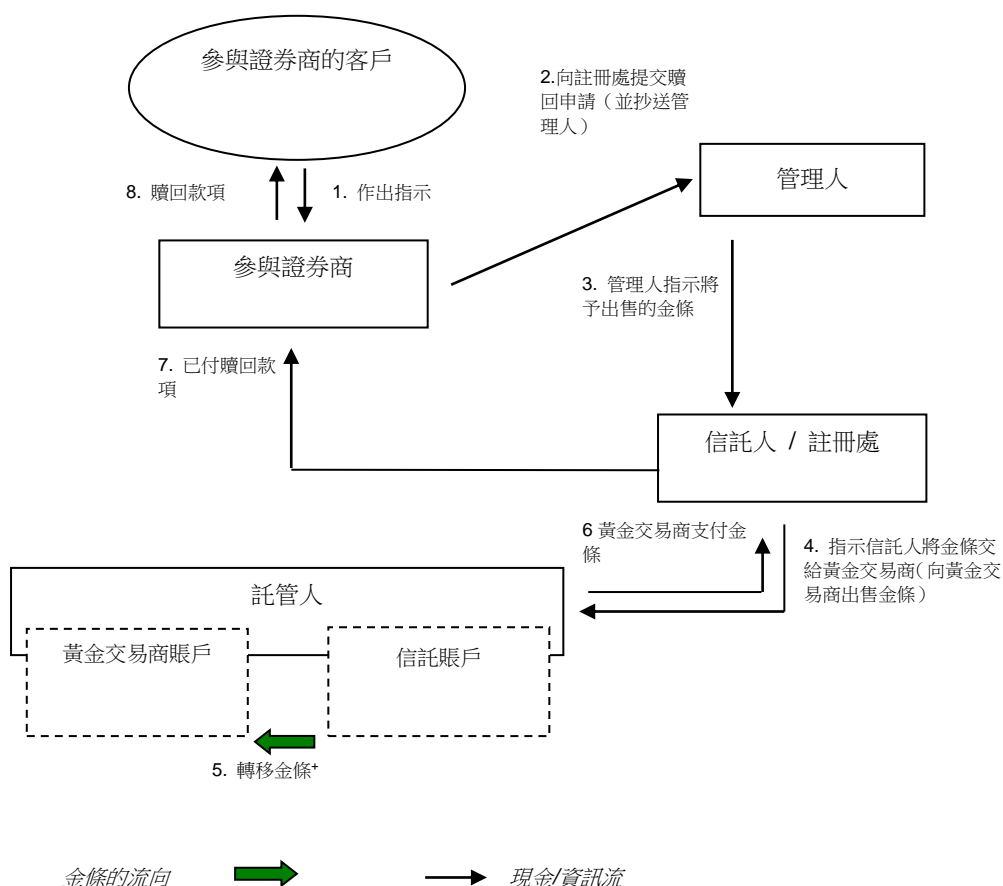 參與證券商的客戶
2.向註冊處提交贖
回申請（並抄送管
理人）
管理人
8. 贖回款項
1. 作出指示
參與證券商
3. 管理人指示將
予出售的金條
7. 已付贖回款
項
信託人 / 註冊處
6 黃金交易商支付金
條
4. 指示信託人將金條交
給黃金交易商（向黃金交
易商出售金條）
託管人
黃金交易商賬戶
信託賬戶
5. 轉移金條+
金條的流向
現金/資訊流